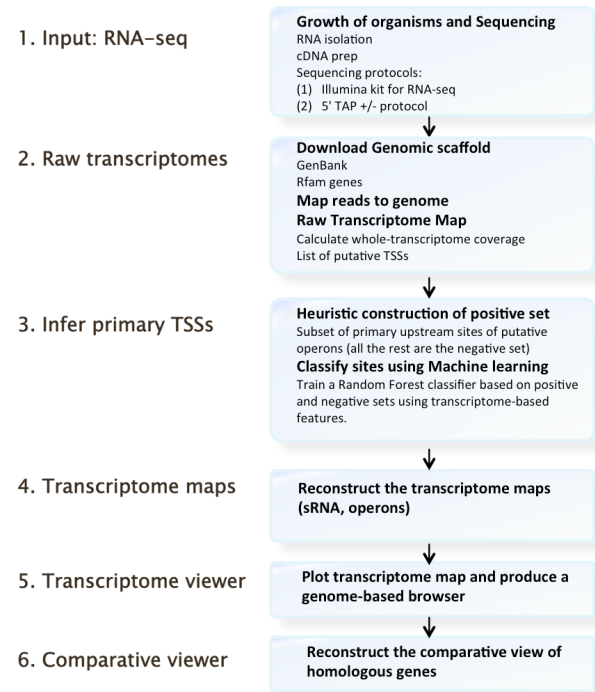 1. Input: RNA-seq
Growth of organisms and Sequencing
RNA isolation
cDNA prep
Sequencing protocols:
(1) Illumina kit for RNA-seq
(2) 5' TAP +/- protocol
2. Raw transcriptomes
Download Genomic scaffold
GenBank
Rfam genes
Map reads to genome
Raw Transcriptome Map
Calculate whole-transcriptome coverage
List of putative TSSs
3. Infer primary TSSs
Heuristic construction of positive set
Subset of primary upstream sites of putative
operons (all the rest are the negative set)
Classify sites using Machine learning
Train a Random Forest classifier based on positive
and negative sets using transcriptome-based
features.
4. Transcriptome maps
Reconstruct the transcriptome maps
(sRNA, operons)
5. Transcriptome viewer
Plot transcriptome map and produce a
genome-based browser
6. Comparative viewer
Reconstruct the comparative view of
homologous genes